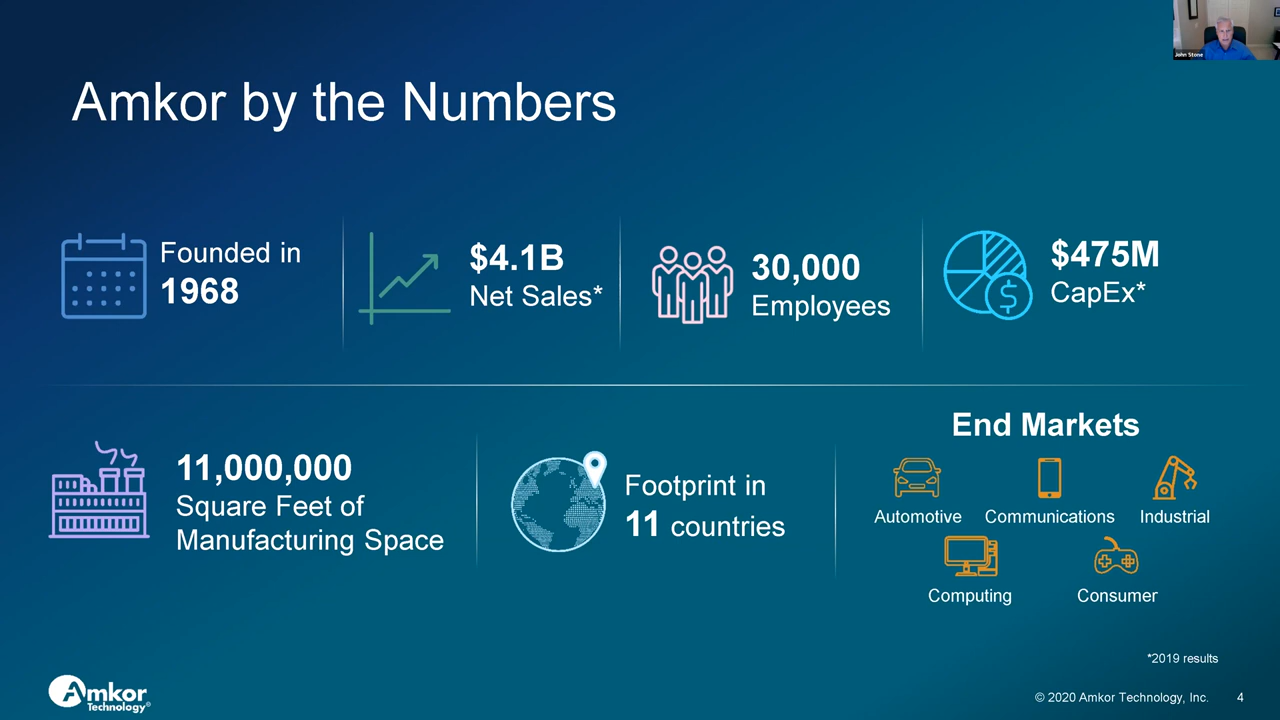 John Stone
Amkor by the Numbers
Founded in
1968
$4.1B
Net Sales*
30,000
Employees
$475M
CapEx*
11,000,000
Square Feet of
Manufacturing Space
Footprint in
11 countries
End Markets
Automotive Communications Industrial
Computing Consumer
*2019 results
Amkor
Technology®
© 2020 Amkor Technology, Inc. 4